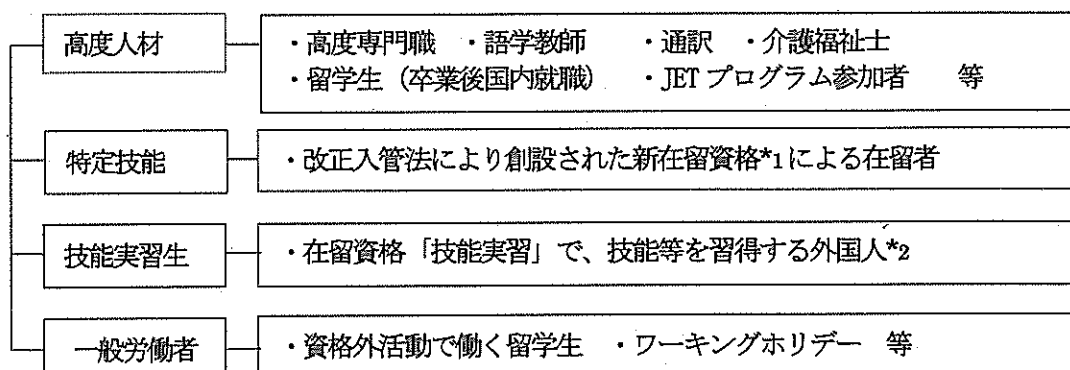 高度人材
・高度専門職 ・語学教師 ・通訳 ・介護福祉士
・留学生（卒業後国内就職） ・JETプログラム参加者 等
特定技能
・改正入管法により創設された新在留資格*1による在留者
技能実習生
・在留資格「技能実習」で、技能等を習得する外国人*2
一般労働者
・資格外活動で働く留学生 ・ワーキングホリデー 等